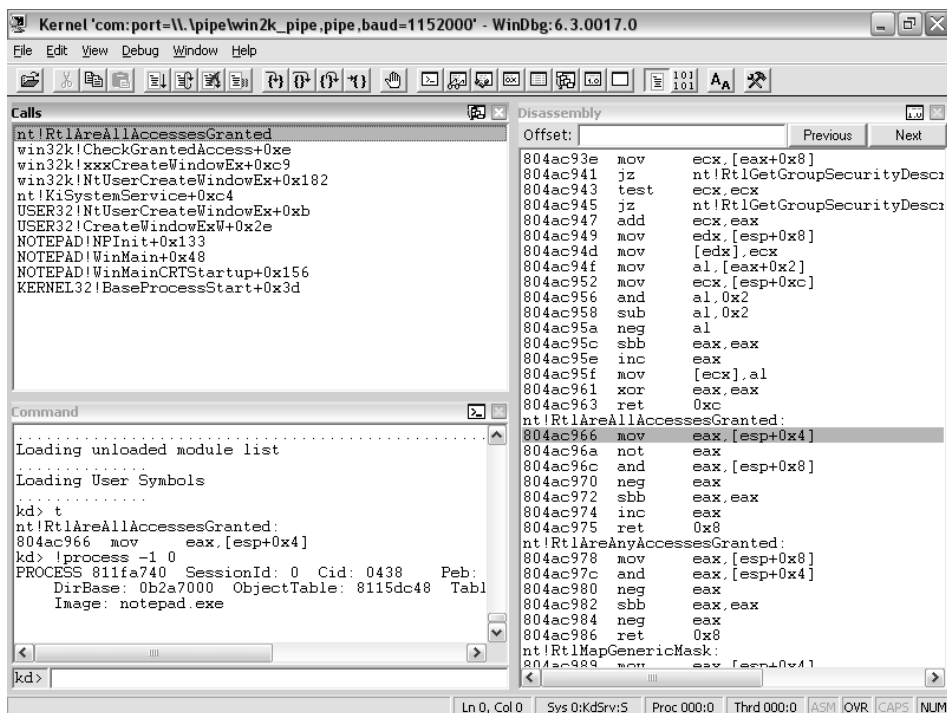 Kernel 'com:port=\\.\pipe\win2k_pipe,pipe,baud=1152000' - WinDbg:6.3.0017.0
File Edit View Debug Window Help
Calls
nt!RtlAreAllAccessesGranted
win32k!CheckGrantedAccess+0xe
win32k!xxxCreateWindowEx+0xc9
win32k!NtUserCreateWindowEx+0x182
nt!KiSystemService+0xc4
USER32!NtUserCreateWindowEx+0xb
USER32!CreateWindowExW+0x2e
NOTEPAD!NPInit+0x133
NOTEPAD!WinMain+0x48
NOTEPAD!WinMainCRTStartup+0x156
KERNEL32!BaseProcessStart+0x3d
Command
................................................
Loading unloaded module list
..............
Loading User Symbols
..............
kd> t
nt!RtlAreAllAccessesGranted:
804ac966 mov eax,[esp+0x4]
kd> !process -1 0
PROCESS 811fa740 SessionId: 0 Cid: 0438 Peb:
DirBase: 0b2a7000 ObjectTable: 8115dc48 Tabl
Image: notepad.exe
kd>
Disassembly
Offset: Previous Next
804ac93e mov ecx,[eax+0x8]
804ac941 jz nt!RtlGetGroupSecurityDescr
804ac943 test ecx,ecx
804ac945 jz nt!RtlGetGroupSecurityDescr
804ac947 add ecx,eax
804ac949 mov edx,[esp+0x8]
804ac94d mov [edx],ecx
804ac94f mov al,[eax+0x2]
804ac952 mov ecx,[esp+0xc]
804ac956 and al,0x2
804ac958 sub al,0x2
804ac95a neg al
804ac95c sbb eax,eax
804ac95e inc eax
804ac95f mov [ecx],al
804ac961 xor eax,eax
804ac963 ret 0xc
nt!RtlAreAllAccessesGranted:
804ac966 mov eax,[esp+0x4]
804ac96a not eax
804ac96c and eax,[esp+0x8]
804ac970 neg eax
804ac972 sbb eax,eax
804ac974 inc eax
804ac975 ret 0x8
nt!RtlAreAnyAccessesGranted:
804ac978 mov eax,[esp+0x8]
804ac97c and eax,[esp+0x4]
804ac980 neg eax
804ac982 sbb eax,eax
804ac984 neg eax
804ac986 ret 0x8
nt!RtlMapGenericMask:
804ac989 mov eax,[esp+0x4]
Ln 0, Col 0 Sys 0:KdSrv:S Proc 000:0 Thrd 000:0 ASM OVR CAPS NUM